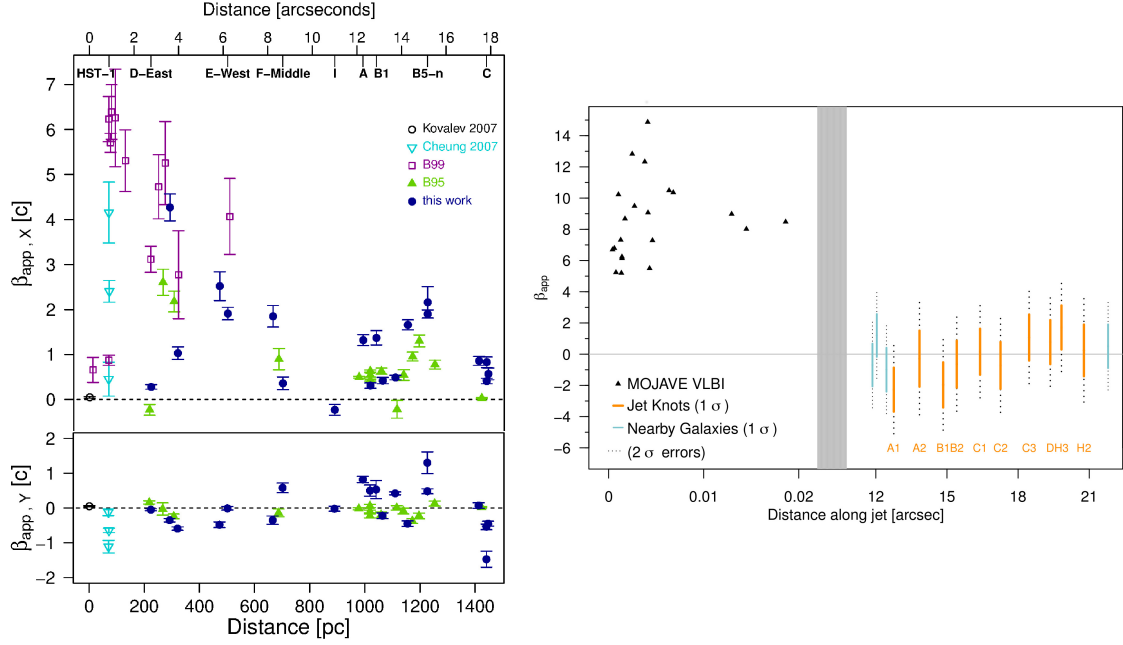 Distance [arcseconds]
0 2 4 6 8 10 12 14 16 18
HST−1 D−East E−West F−Middle I A B1 B5−n C
7
6
5
4
3
2
1
0
βapp , X [c]
Kovalev 2007
Cheung 2007
B99
B95
this work
2
1
0
−1
−2
βapp , Y [c]
0 200 400 600 800 1000 1200 1400
Distance [pc]
14
12
10
8
6
4
2
0
−2
−4
−6
βapp
MOJAVE VLBI
Jet Knots (1 σ)
Nearby Galaxies (1 σ)
(2 σ errors)
A1 A2 B1B2 C1 C2 C3 DH3 H2
0 0.01 0.02 12 15 18 21
Distance along jet [arcsec]